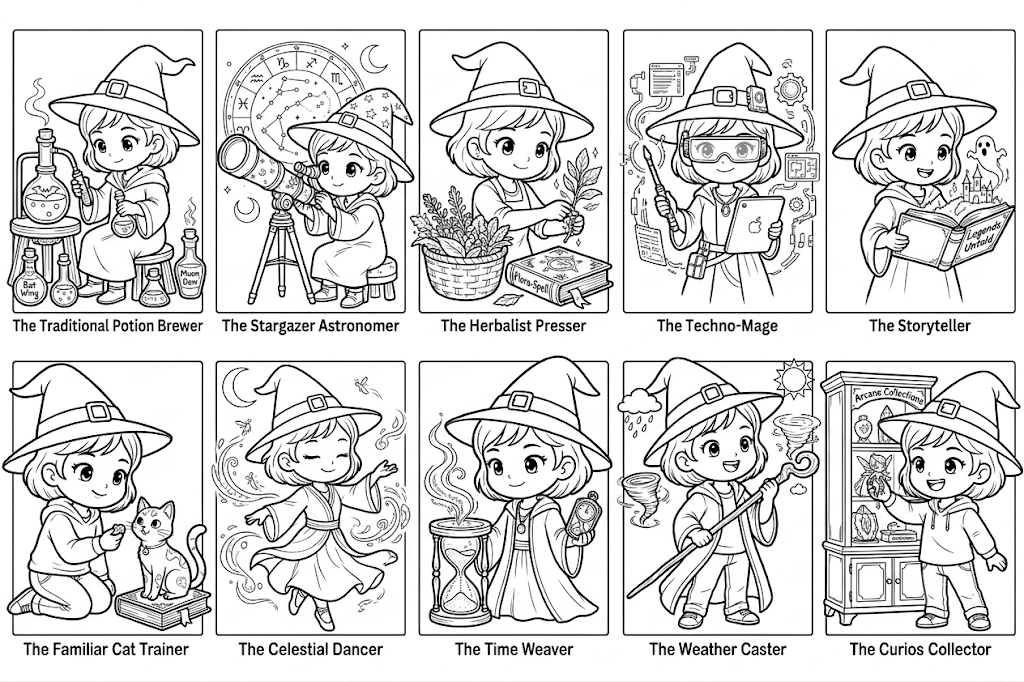 Bat
Wing
Muon
Dew
The Traditional Potion Brewer
The Stargazer Astronomer
Flora-Spell
The Herbalist Presser
The Techno-Mage
Legends
Untold
The Storyteller
The Familiar Cat Trainer
The Celestial Dancer
The Time Weaver
The Weather Caster
Arcane Collections
The Curios Collector